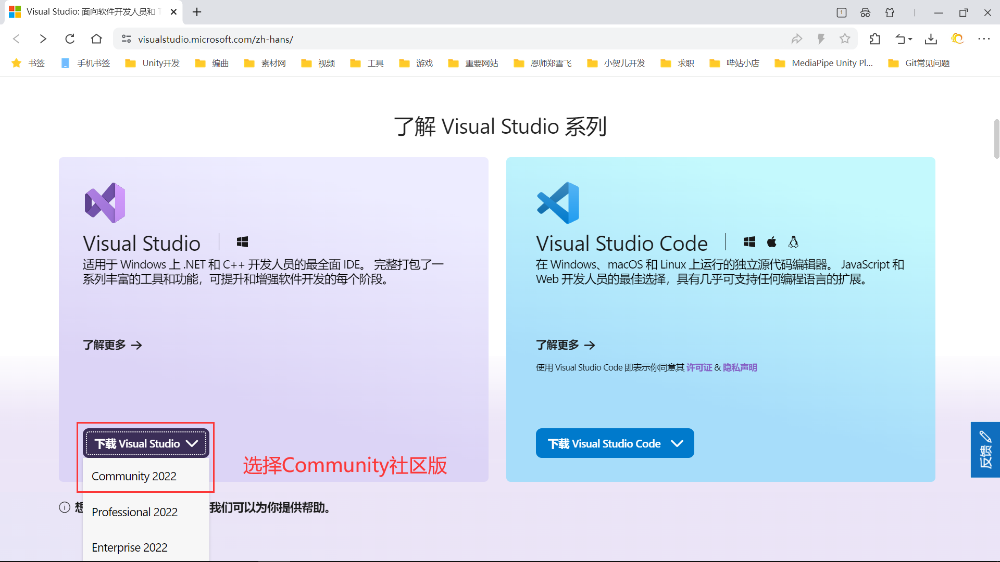 Visual Studio: 面向软件开发人员和
1
visualstudio.microsoft.com/zh-hans/
书签 手机书签 Unity开发 编曲 素材网 视频 工具 游戏 重要网站 恩师郑雪飞 小贺儿开发 求职 哔站小店 MediaPipe Unity Pl... Git常见问题
了解 Visual Studio 系列
Visual Studio
适用于 Windows 上 .NET 和 C++ 开发人员的最全面 IDE。 完整打包了一
系列丰富的工具和功能，可提升和增强软件开发的每个阶段。
了解更多
下载 Visual Studio
Community 2022
Professional 2022
Enterprise 2022
选择Community社区版
Visual Studio Code
在 Windows、macOS 和 Linux 上运行的独立源代码编辑器。 JavaScript 和
Web 开发人员的最佳选择，具有几乎可支持任何编程语言的扩展。
了解更多
使用 Visual Studio Code 即表示你同意其 许可证 & 隐私声明
下载 Visual Studio Code
反馈
想 我们可以为你提供帮助。